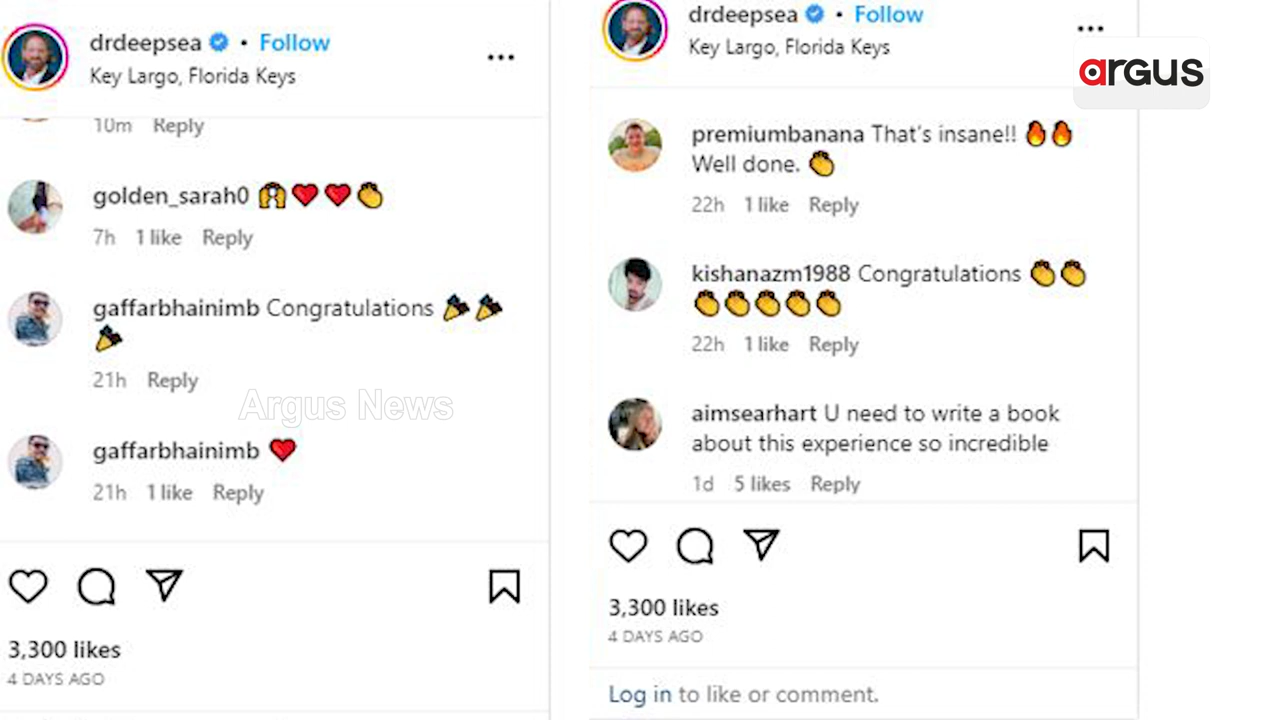 drdeepsea • Follow
Key Largo, Florida Keys
10m Reply
golden_sarah0
7h 1 like Reply
gaffarbhainimb Congratulations
21h Reply
gaffarbhainimb
21h 1 like Reply
3,300 likes
4 DAYS AGO
Argus News
drdeepsea • Follow
Key Largo, Florida Keys
premiumbanana That's insane!! 🔥🔥
Well done. 👏
22h 1 like Reply
kishanazm1988 Congratulations 👏👏
👏👏👏👏👏
22h 1 like Reply
aimsearhart U need to write a book
about this experience so incredible
1d 5 likes Reply
3,300 likes
4 DAYS AGO
Log in to like or comment.
argus